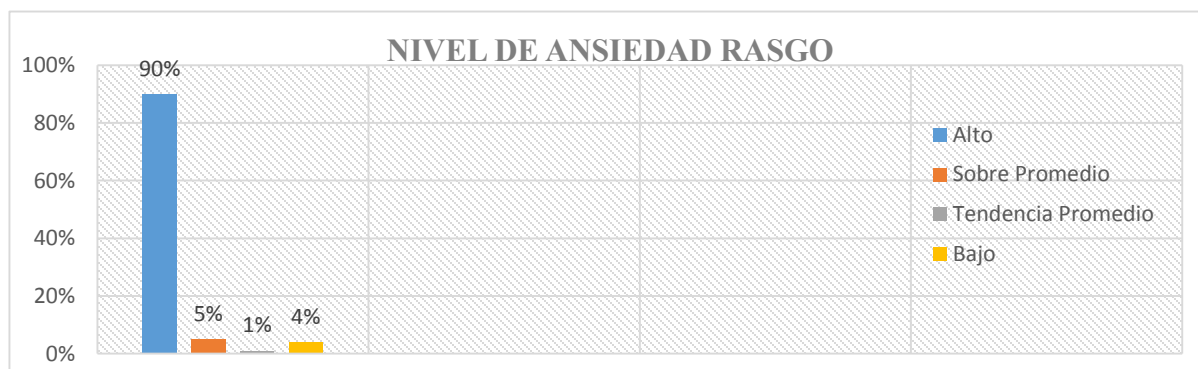 NIVEL DE ANSIEDAD RASGO
100%
80%
60%
40%
20%
0%
90%
5%
1%
4%
Alto
Sobre Promedio
Tendencia Promedio
Bajo